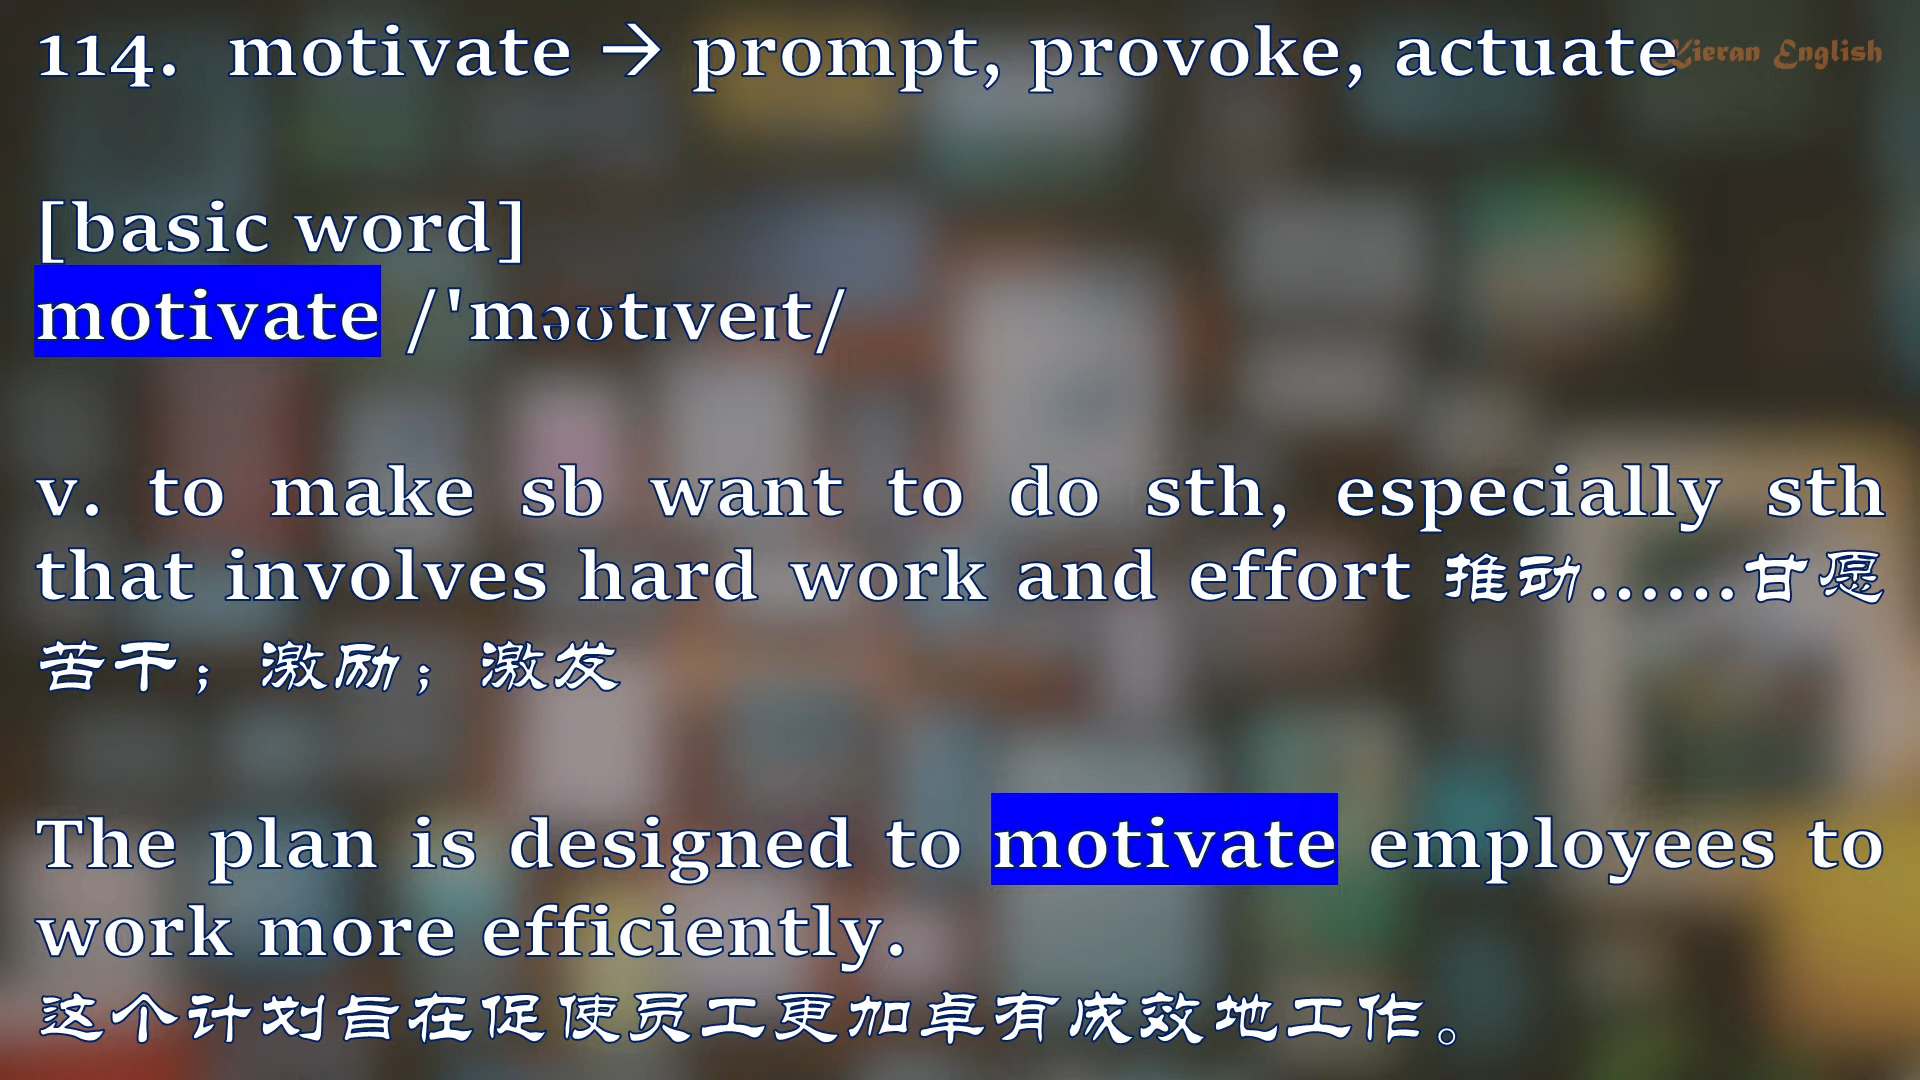 114. motivate → prompt, provoke, actuate
Kieran English
[basic word]
motivate /ˈməʊtɪveɪt/
v. to make sb want to do sth, especially sth
that involves hard work and effort 推动……甘愿
苦干；激励；激发
The plan is designed to motivate employees to
work more efficiently.
这个计划旨在促使员工更加卓有成效地工作。